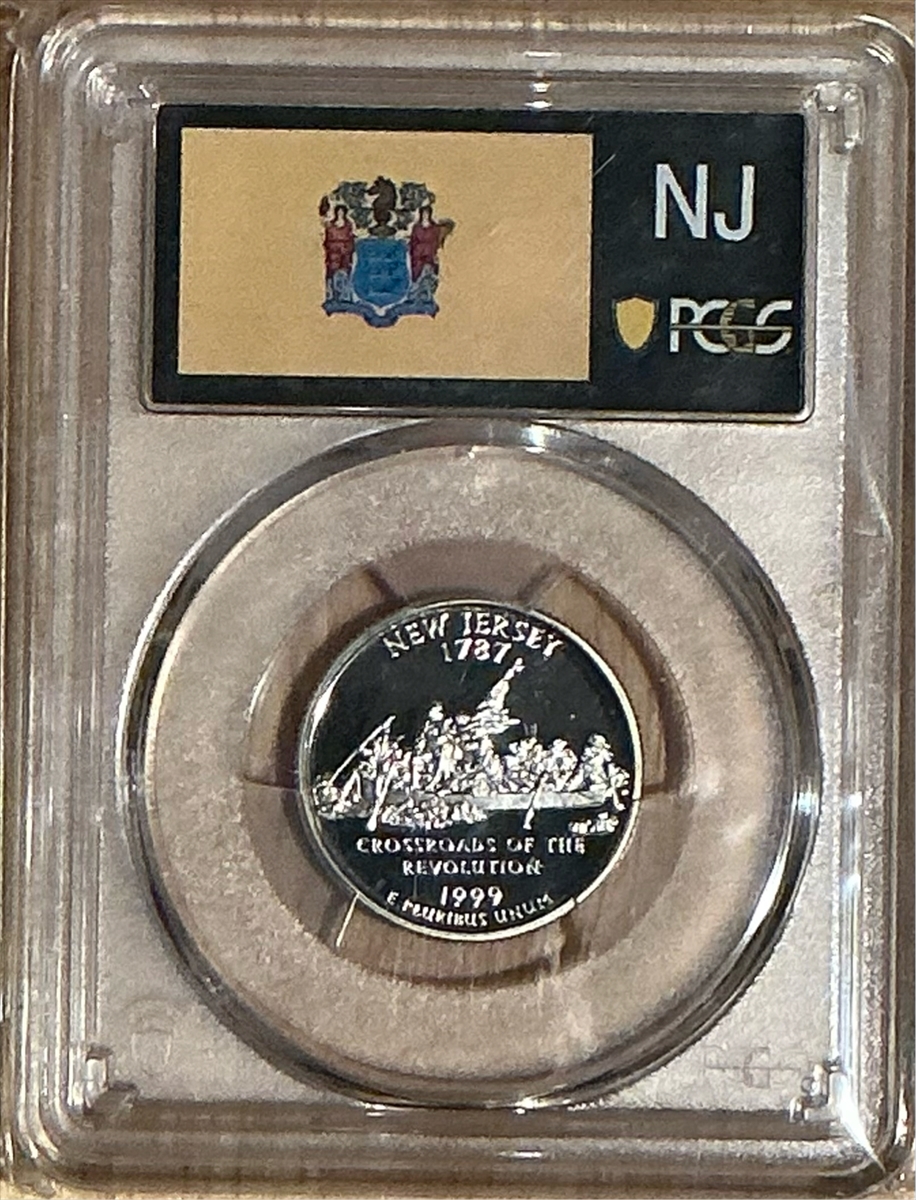 NJ
PCGS
NEW JERSEY
1787
CROSSROADS OF THE
REVOLUTION
1999
E PLURIBUS UNUM